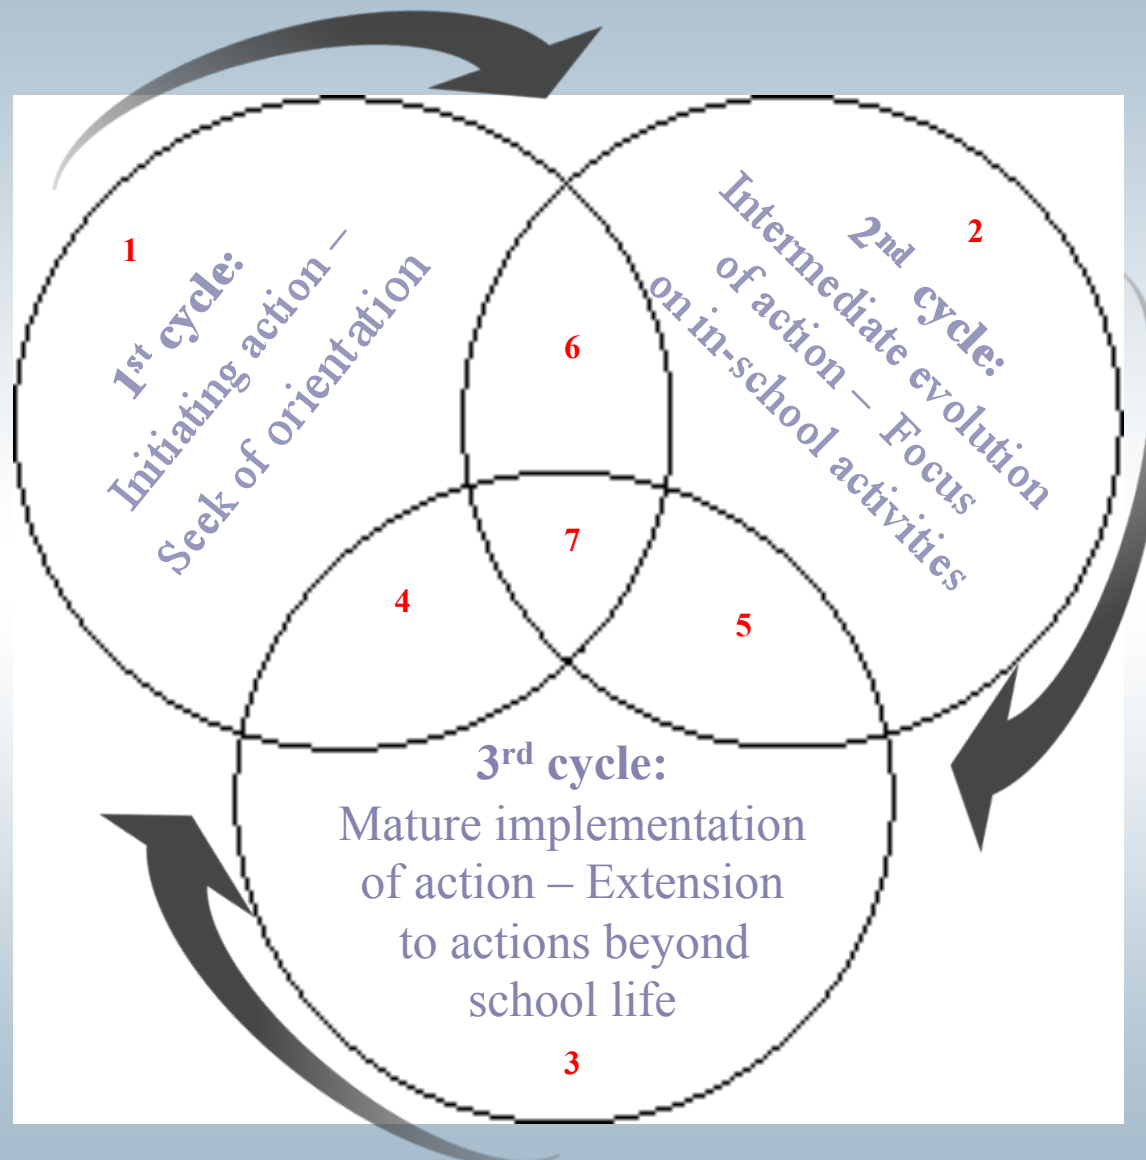 1
1st cycle:
Initiating action –
Seek of orientation
2
2nd cycle:
Intermediate evolution
of action – Focus
on in-school activities
6
7
4
5
3rd cycle:
Mature implementation
of action – Extension
to actions beyond
school life
3